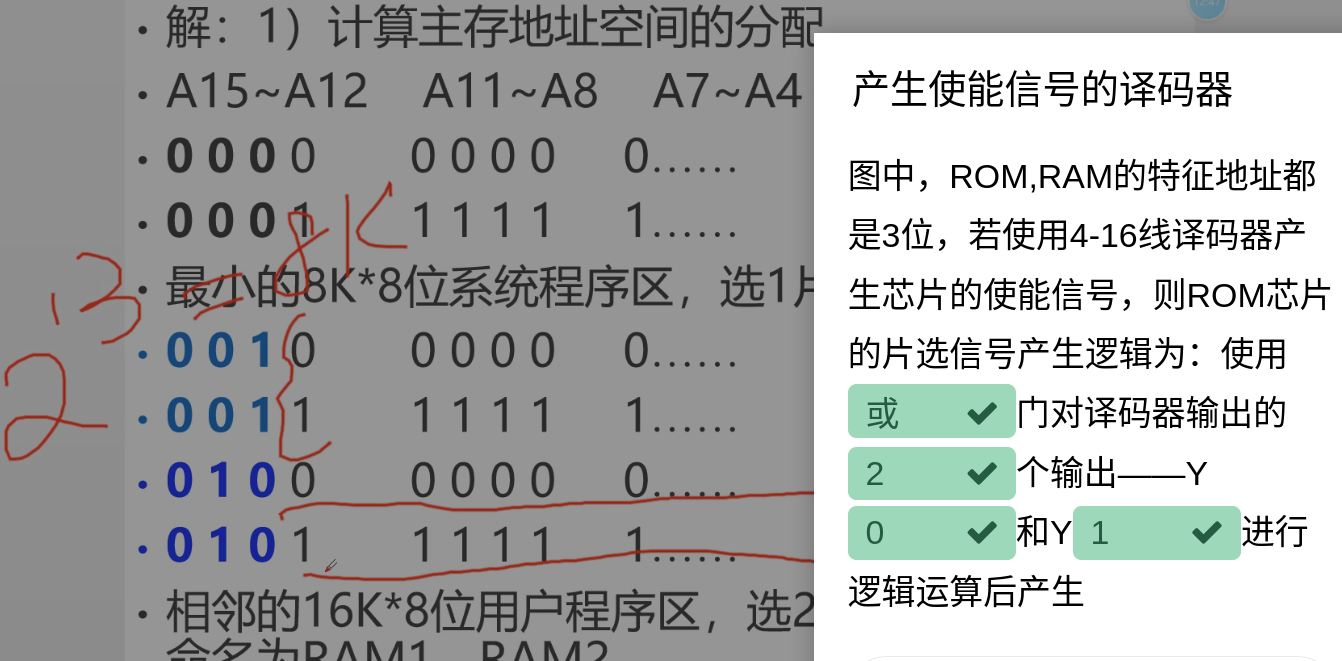 12:47
• 解：1）计算主存地址空间的分配
• A15~A12 A11~A8 A7~A4
• 0 0 0 0 0 0 0 0 0……
• 0 0 0 1 1 1 1 1 1……
8K
• 最小的8K*8位系统程序区，选1片
13
• 0 0 1 0 0 0 0 0 0……
2
• 0 0 1 1 1 1 1 1 1……
• 0 1 0 0 0 0 0 0 0……
• 0 1 0 1 1 1 1 1 1……
• 相邻的16K*8位用户程序区，选2
命名为RAM1、RAM2
产生使能信号的译码器
图中，ROM,RAM的特征地址都
是3位，若使用4-16线译码器产
生芯片的使能信号，则ROM芯片
的片选信号产生逻辑为：使用
或 ✔ 门对译码器输出的
2 ✔ 个输出——Y
0 ✔ 和Y 1 ✔ 进行
逻辑运算后产生